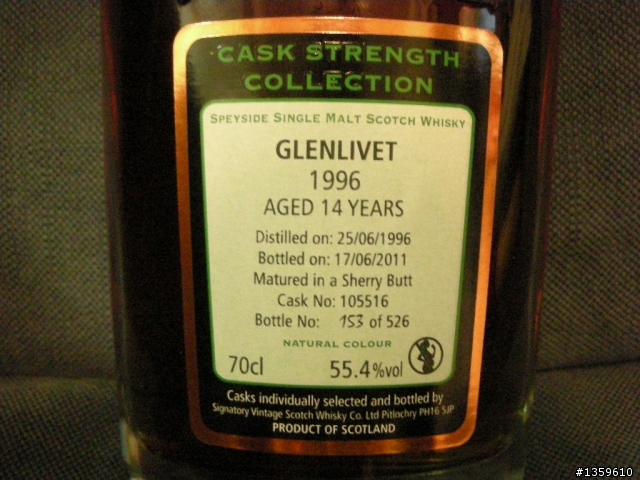 CASK STRENGTH
COLLECTION
SPEYSIDE SINGLE MALT SCOTCH WHISKY
GLENLIVET
1996
AGED 14 YEARS
Distilled on: 25/06/1996
Bottled on: 17/06/2011
Matured in a Sherry Butt
Cask No: 105516
Bottle No: 153 of 526
NATURAL COLOUR
70cl 55.4%vol
Casks individually selected and bottled by
Signatory Vintage Scotch Whisky Co. Ltd Pitlochry PH16 5JP
PRODUCT OF SCOTLAND
#1359610